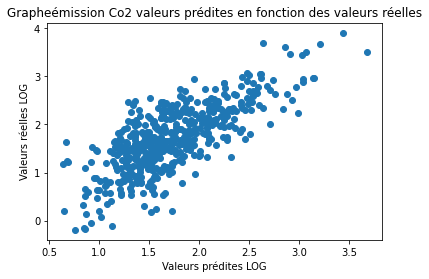 Grapheémission Co2 valeurs prédites en fonction des valeurs réelles
4
3
2
1
0
Valeurs réelles LOG
0.5 1.0 1.5 2.0 2.5 3.0 3.5
Valeurs prédites LOG